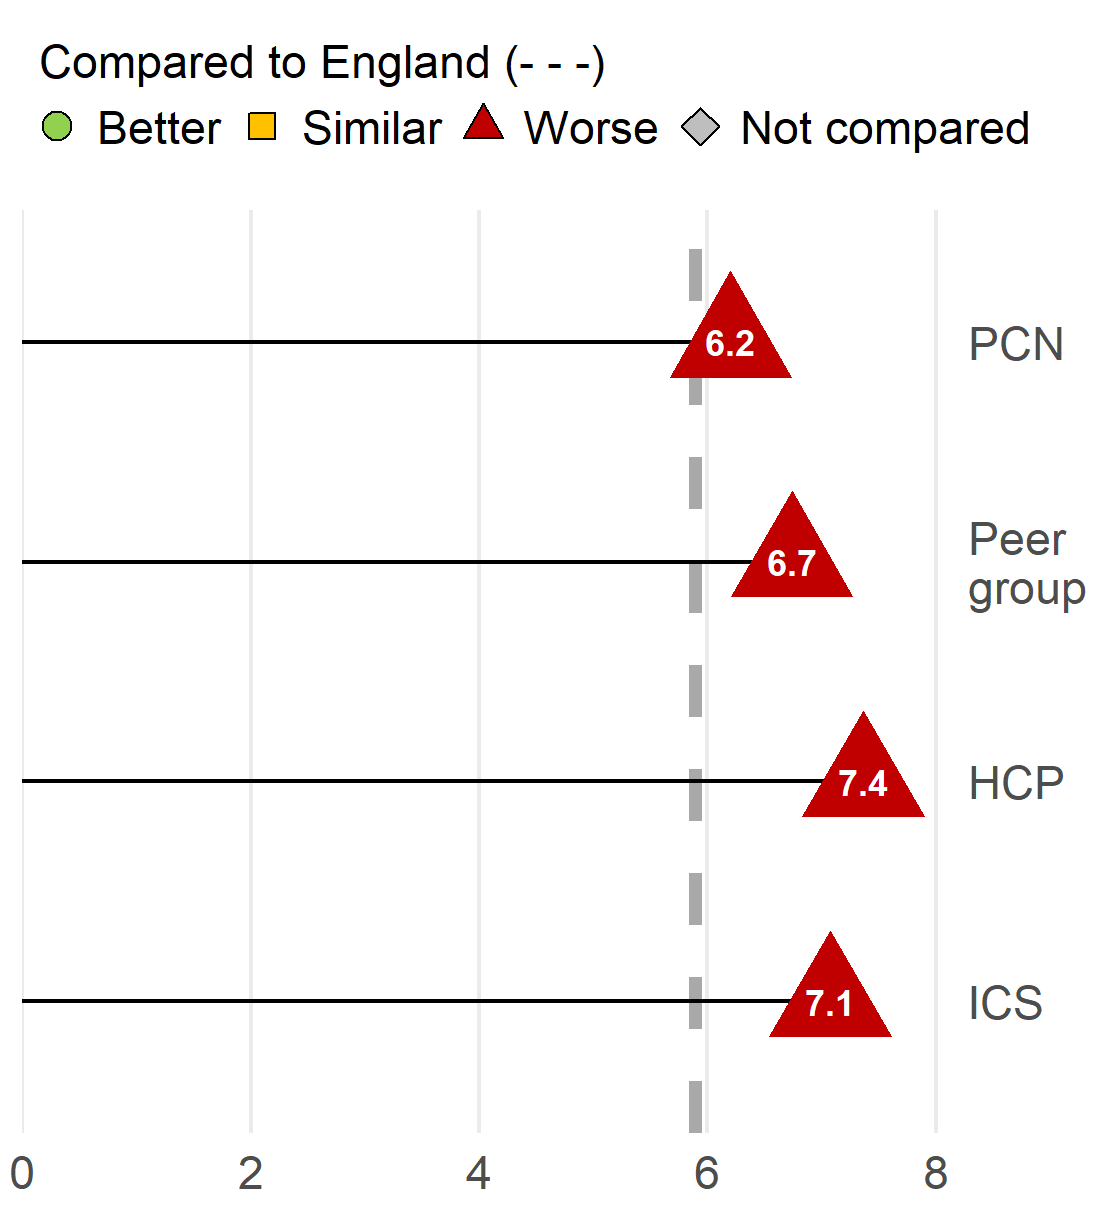 Compared to England (- - -)
Better Similar Worse Not compared
6.2 PCN
6.7 Peer
group
7.4 HCP
7.1 ICS
0 2 4 6 8